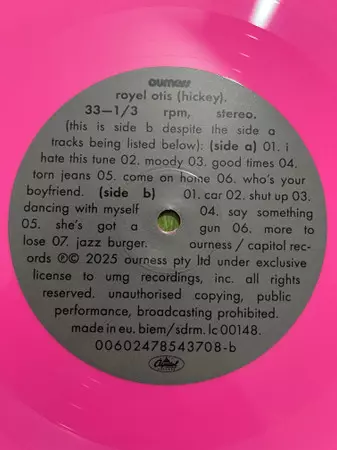 ourness
royel otis (hickey).
33–1/3 rpm, stereo.
(this is side b despite the side a
tracks being listed below): (side a) 01. i
hate this tune 02. moody 03. good times 04.
torn jeans 05. come on home 06. who's your
boyfriend. (side b) 01. car 02. shut up 03.
dancing with myself 04. say something
05. she's got a gun 06. more to
lose 07. jazz burger. ourness / capitol rec-
ords ℗© 2025 ourness pty ltd under exclusive
license to umg recordings, inc. all rights
reserved. unauthorised copying, public
performance, broadcasting prohibited.
made in eu. biem/sdrm. lc 00148.
00602478543708-b
Capitol